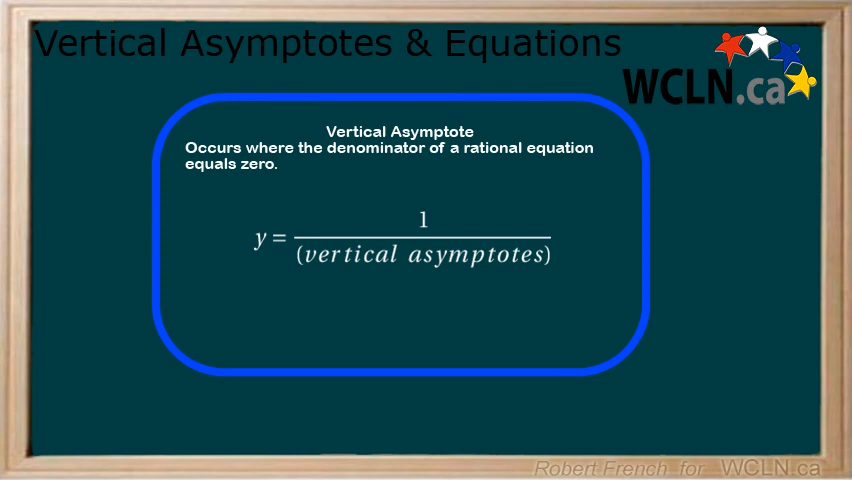 Vertical Asymptotes & Equations
WCLN.ca
Vertical Asymptote
Occurs where the denominator of a rational equation
equals zero.
1
y =
(vertical asymptotes)
Robert French for WCLN.ca